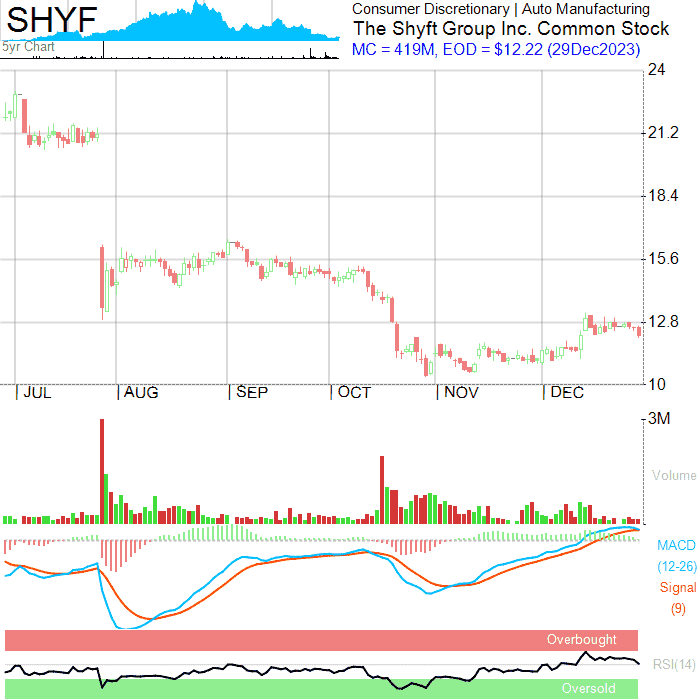 SHYF
5yr Chart
Consumer Discretionary | Auto Manufacturing
The Shyft Group Inc. Common Stock
MC = 419M, EOD = $12.22 (29Dec2023)
24
21.2
18.4
15.6
12.8
10
JUL AUG SEP OCT NOV DEC
3M
Volume
MACD
(12-26)
Signal
(9)
Overbought
RSI(14)
Oversold